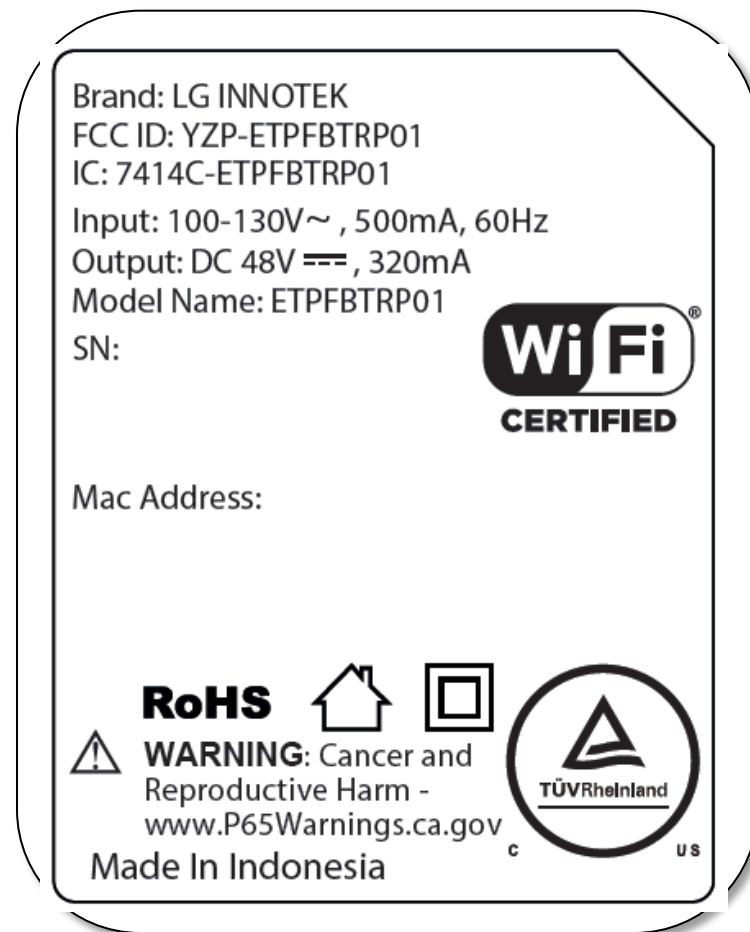 Brand: LG INNOTEK
FCC ID: YZP-ETPFBTRP01
IC: 7414C-ETPFBTRP01
Input: 100-130V~ , 500mA, 60Hz
Output: DC 48V ⎓ , 320mA
Model Name: ETPFBTRP01
SN:
Wi Fi ®
CERTIFIED
Mac Address:
RoHS
WARNING: Cancer and
Reproductive Harm -
www.P65Warnings.ca.gov
TÜVRheinland
C US
Made In Indonesia